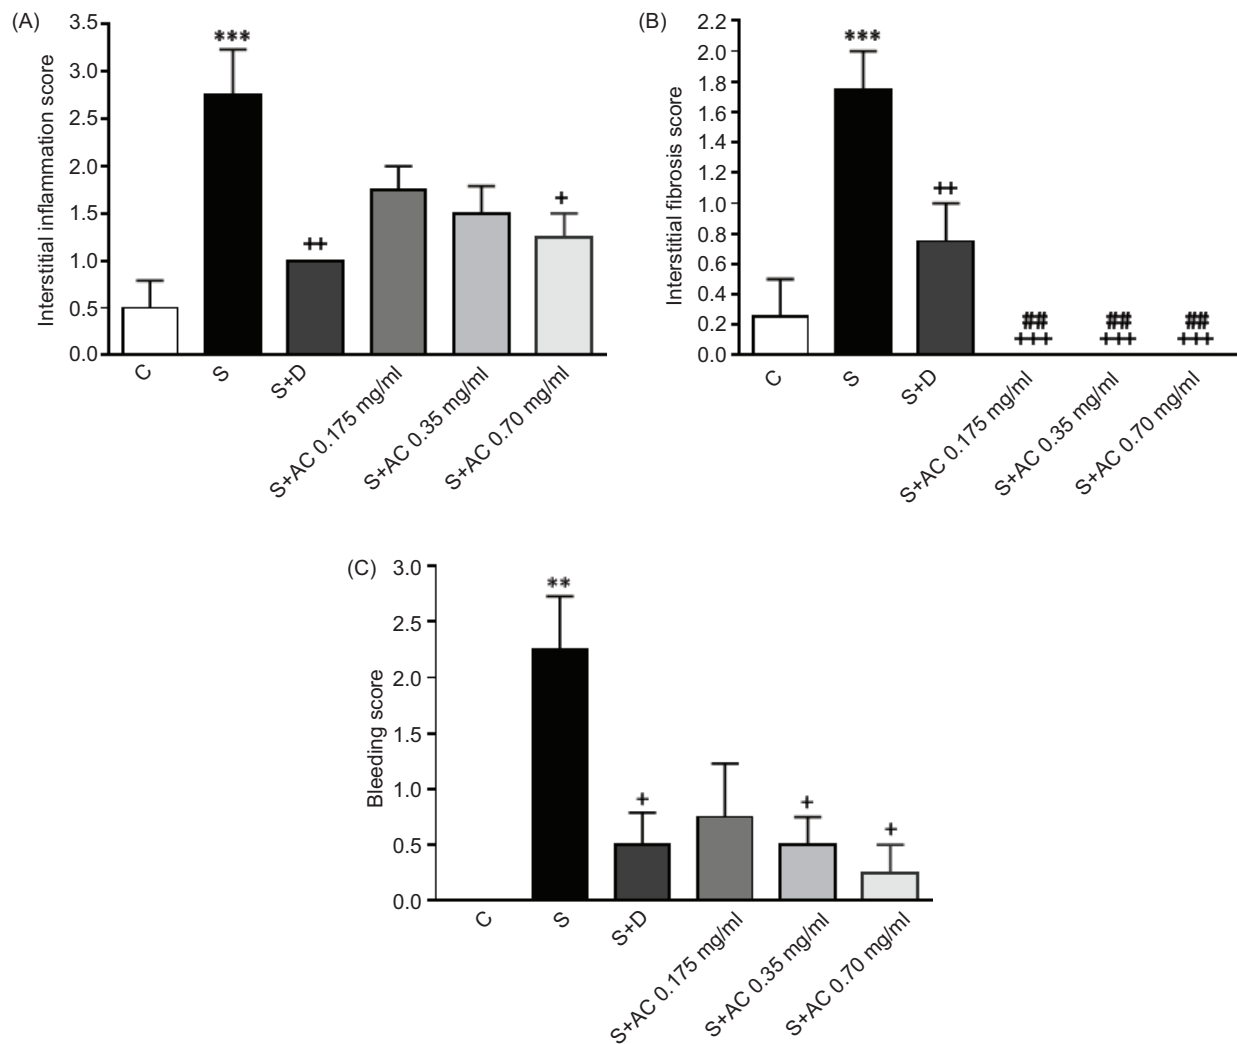 (A)
Interstitial inflammation score
3.5
3.0
2.5
2.0
1.5
1.0
0.5
0.0
***
++
+
C
S
S+D
S+AC 0.175 mg/ml
S+AC 0.35 mg/ml
S+AC 0.70 mg/ml
(B)
Interstitial fibrosis score
2.2
2.0
1.8
1.6
1.4
1.2
1.0
0.8
0.6
0.4
0.2
0.0
***
++
## ## ##
+++ +++ +++
C
S
S+D
S+AC 0.175 mg/ml
S+AC 0.35 mg/ml
S+AC 0.70 mg/ml
(C)
Bleeding score
3.0
2.5
2.0
1.5
1.0
0.5
0.0
**
+
+
+
C
S
S+D
S+AC 0.175 mg/ml
S+AC 0.35 mg/ml
S+AC 0.70 mg/ml